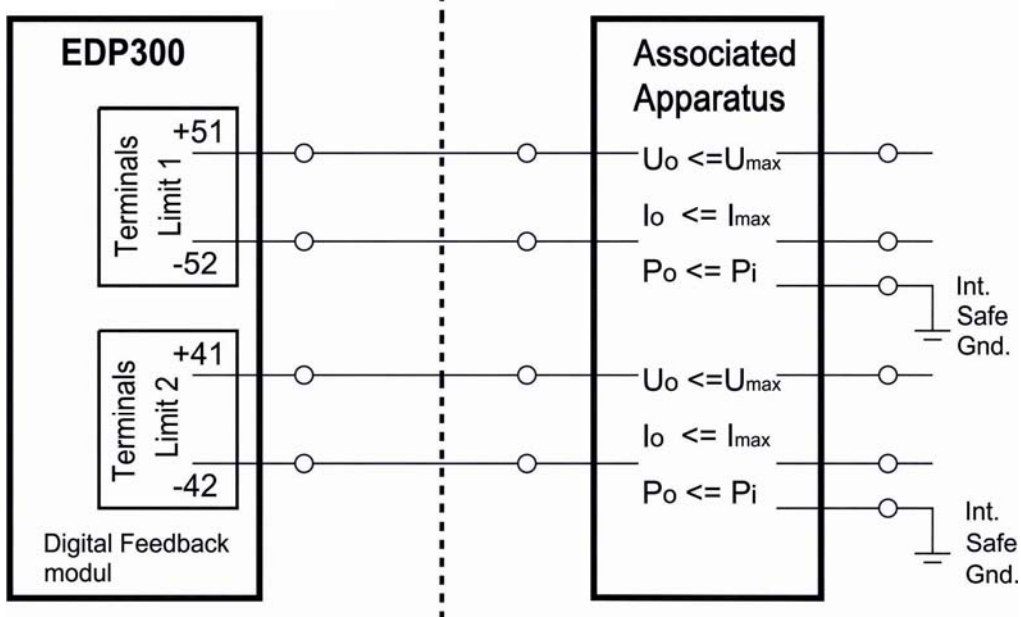 EDP300
Terminals
Limit 1
+51
-52
Terminals
Limit 2
+41
-42
Digital Feedback
modul
Associated
Apparatus
Uo <=Umax
Io <= Imax
Po <= Pi
Int.
Safe
Gnd.
Uo <=Umax
Io <= Imax
Po <= Pi
Int.
Safe
Gnd.